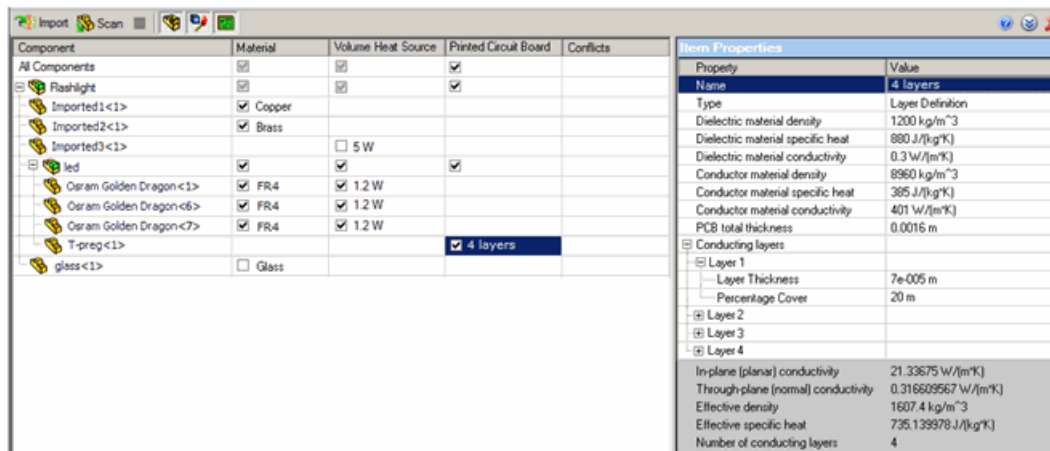 Import Scan
Component Material Volume Heat Source Printed Circuit Board Conflicts
All Components
Flashlight
Imported1<1> Copper
Imported2<1> Brass
Imported3<1> 5 W
led
Osram Golden Dragon<1> FR4 1.2 W
Osram Golden Dragon<6> FR4 1.2 W
Osram Golden Dragon<7> FR4 1.2 W
T-preg<1> 4 layers
glass<1> Glass
Item Properties
Property Value
Name 4 layers
Type Layer Definition
Dielectric material density 1200 kg/m^3
Dielectric material specific heat 880 J/(kg*K)
Dielectric material conductivity 0.3 W/(m*K)
Conductor material density 8960 kg/m^3
Conductor material specific heat 385 J/(kg*K)
Conductor material conductivity 401 W/(m*K)
PCB total thickness 0.0016 m
Conducting layers
Layer 1
Layer Thickness 7e-005 m
Percentage Cover 20 m
Layer 2
Layer 3
Layer 4
In-plane (planar) conductivity 21.33675 W/(m*K)
Through-plane (normal) conductivity 0.316609567 W/(m*K)
Effective density 1607.4 kg/m^3
Effective specific heat 735.139978 J/(kg*K)
Number of conducting layers 4